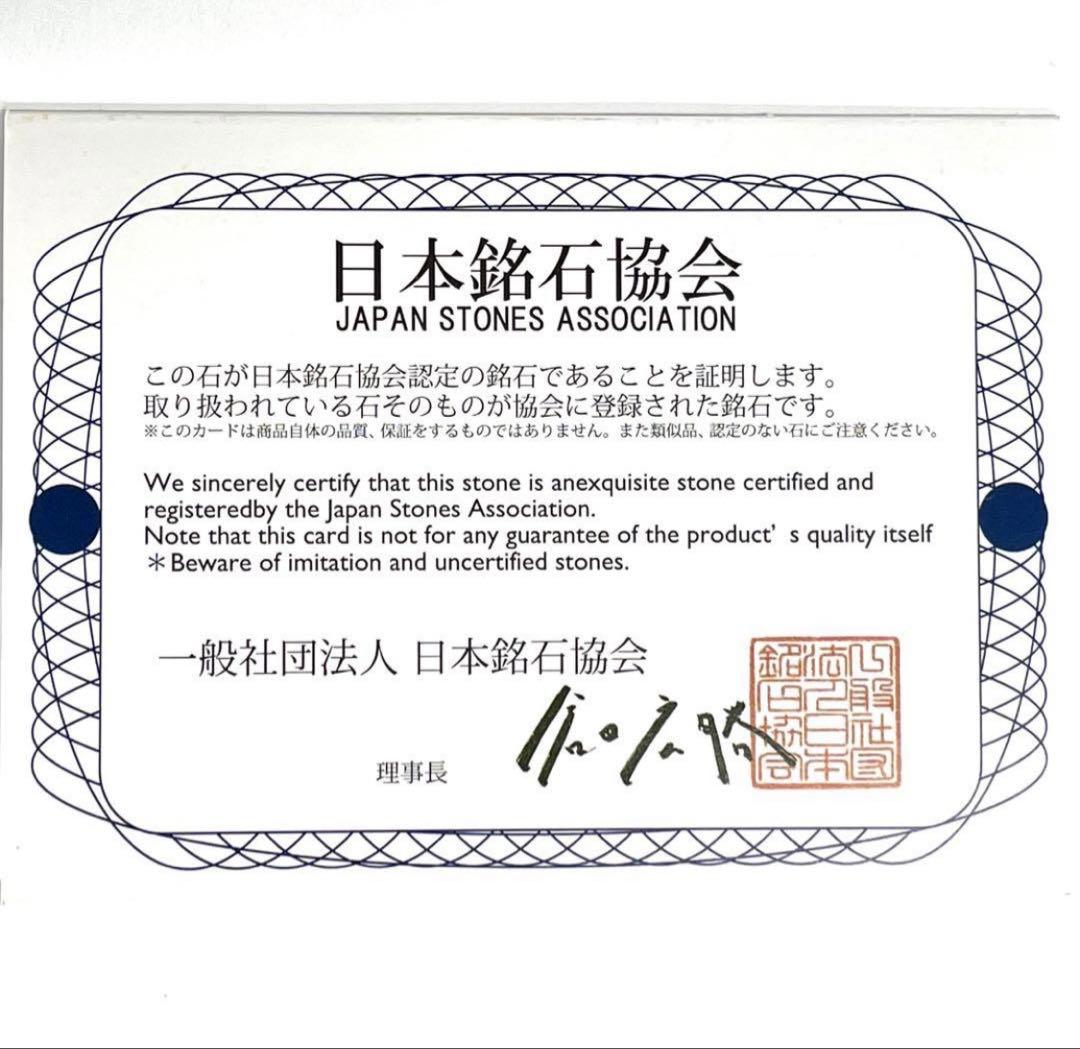 日本銘石協会
JAPAN STONES ASSOCIATION
この石が日本銘石協会認定の銘石であることを証明します。
取り扱われている石そのものが協会に登録された銘石です。
※このカードは商品自体の品質、保証をするものではありません。また類似品、認定のない石にご注意ください。
We sincerely certify that this stone is anexquisite stone certified and
registeredby the Japan Stones Association.
Note that this card is not for any guarantee of the product’s quality itself
＊Beware of imitation and uncertified stones.
一般社団法人 日本銘石協会
理事長